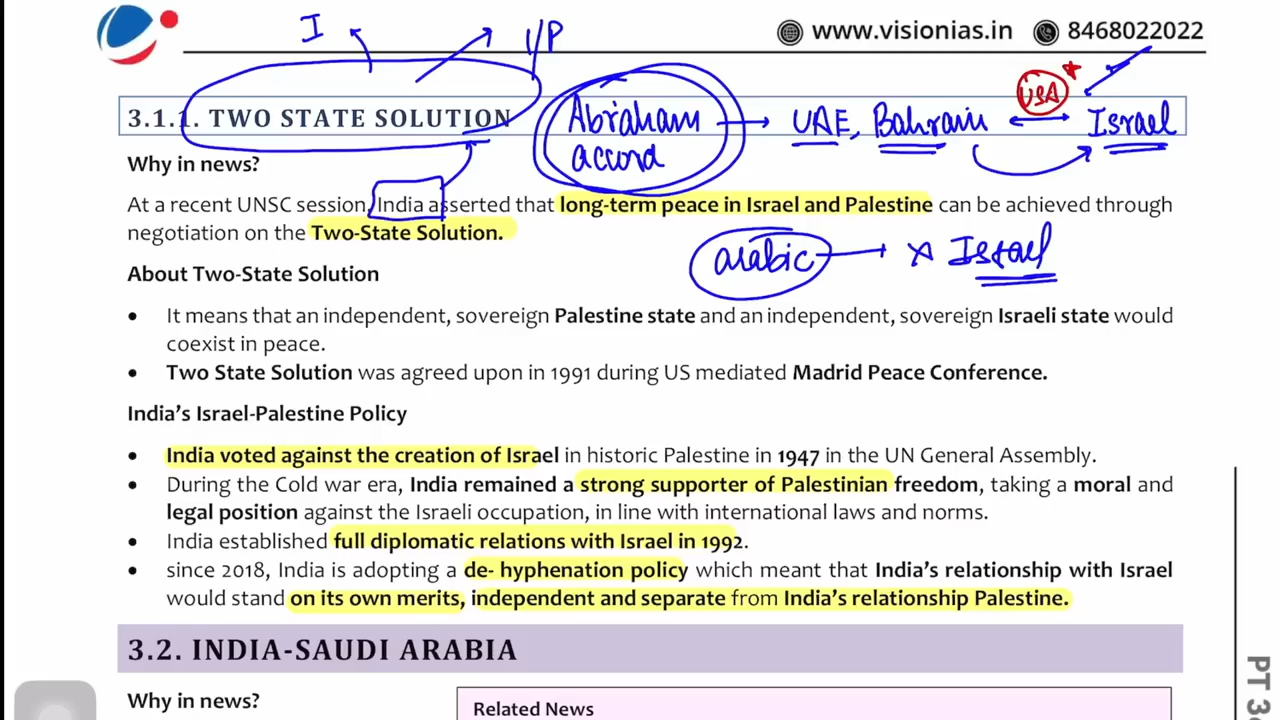 I
I/P
www.visionias.in 8468022022
3.1.1. TWO STATE SOLUTION
Abraham accord → UAE, Bahrain ↔ Israel
USA
Why in news?
At a recent UNSC session, India asserted that long-term peace in Israel and Palestine can be achieved through
negotiation on the Two-State Solution.
arabic → × Israel
About Two-State Solution
• It means that an independent, sovereign Palestine state and an independent, sovereign Israeli state would
coexist in peace.
• Two State Solution was agreed upon in 1991 during US mediated Madrid Peace Conference.
India's Israel-Palestine Policy
• India voted against the creation of Israel in historic Palestine in 1947 in the UN General Assembly.
• During the Cold war era, India remained a strong supporter of Palestinian freedom, taking a moral and
legal position against the Israeli occupation, in line with international laws and norms.
• India established full diplomatic relations with Israel in 1992.
• since 2018, India is adopting a de- hyphenation policy which meant that India's relationship with Israel
would stand on its own merits, independent and separate from India's relationship Palestine.
3.2. INDIA-SAUDI ARABIA
Why in news?
Related News
PT 3